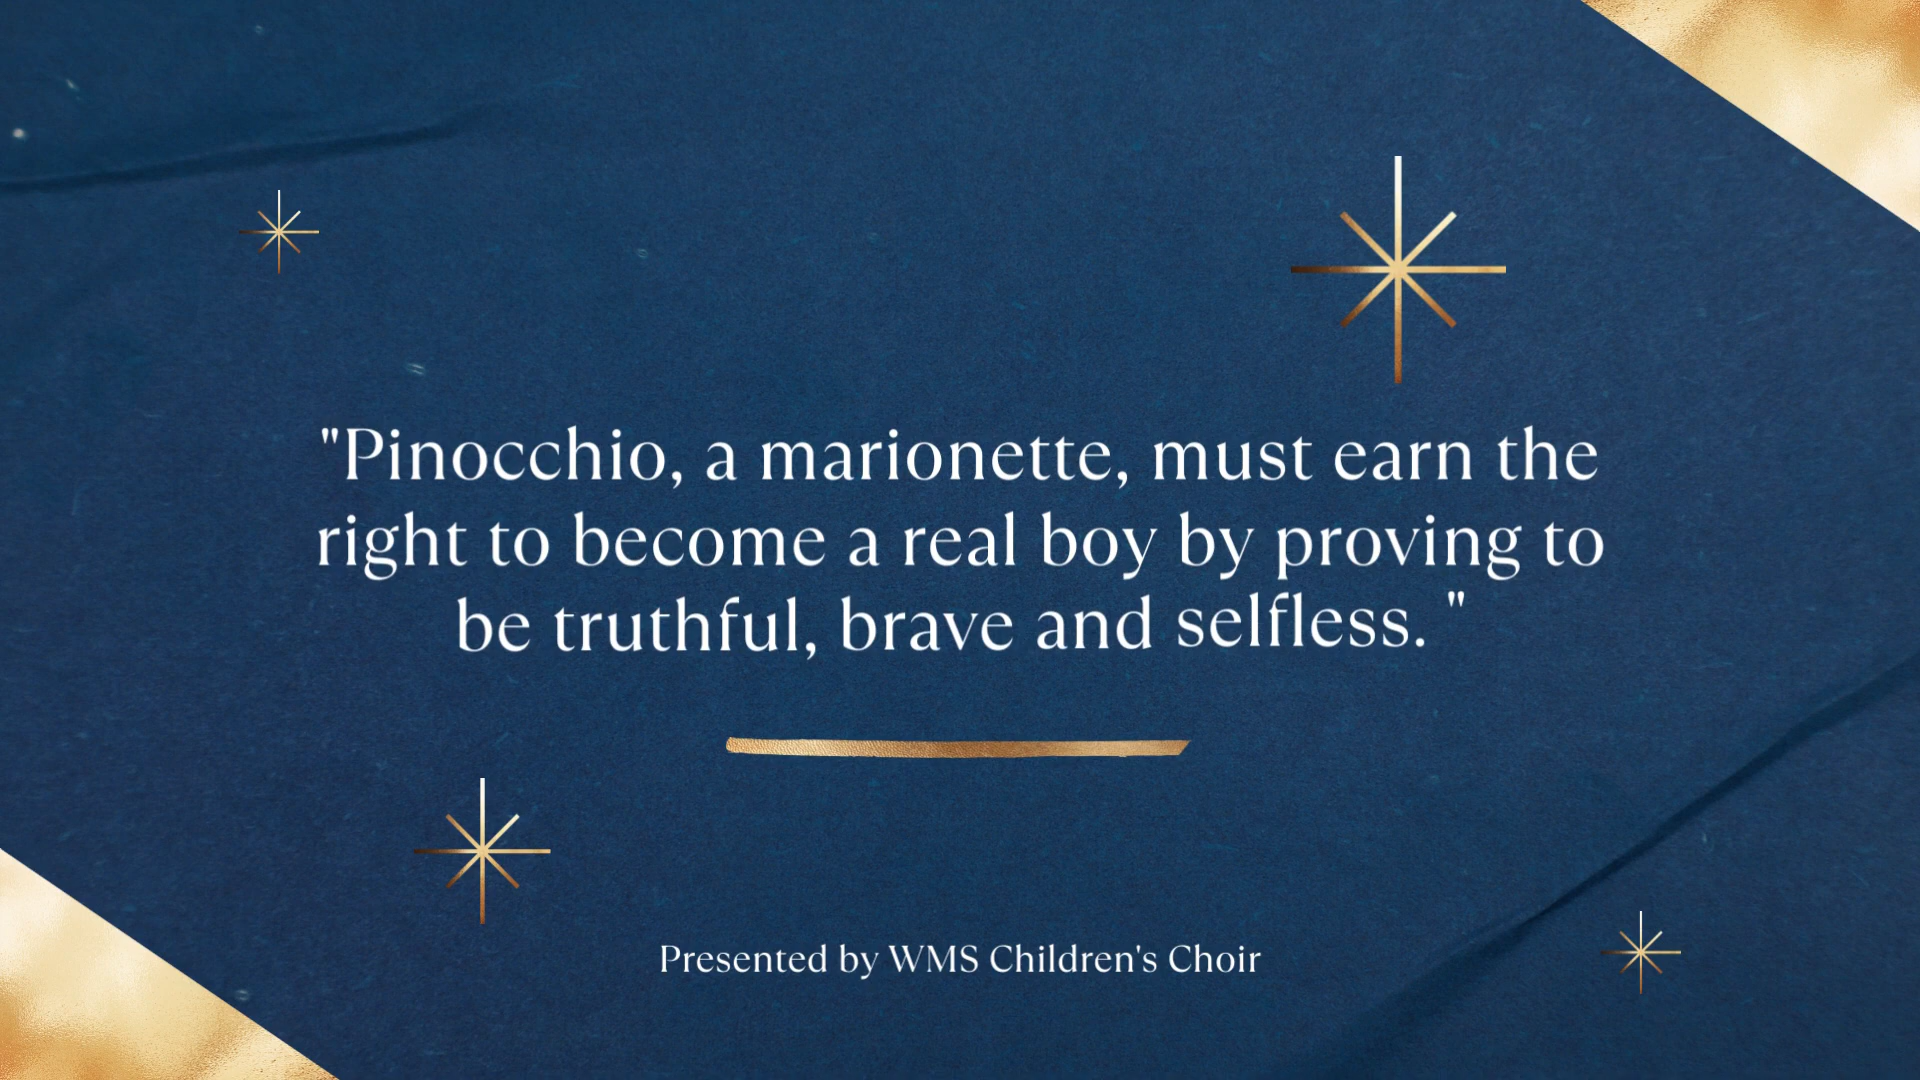 "Pinocchio, a marionette, must earn the
right to become a real boy by proving to
be truthful, brave and selfless. "
Presented by WMS Children's Choir